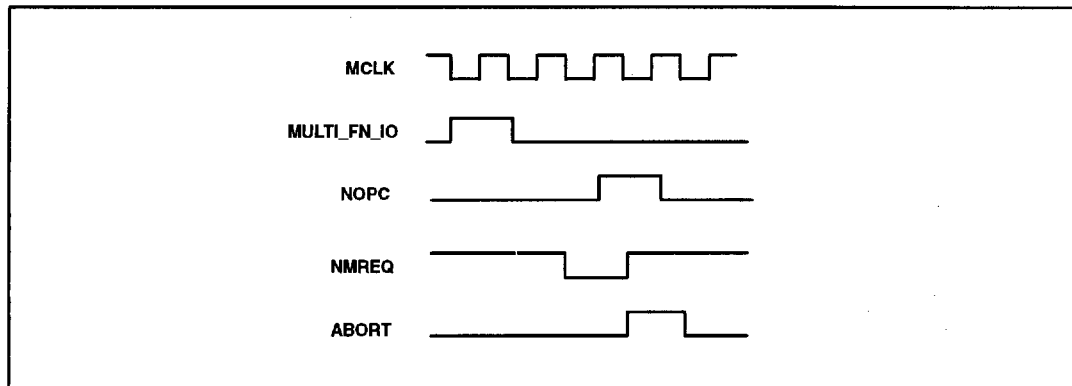 MCLK
MULTI_FN_IO
NOPC
NMREQ
ABORT